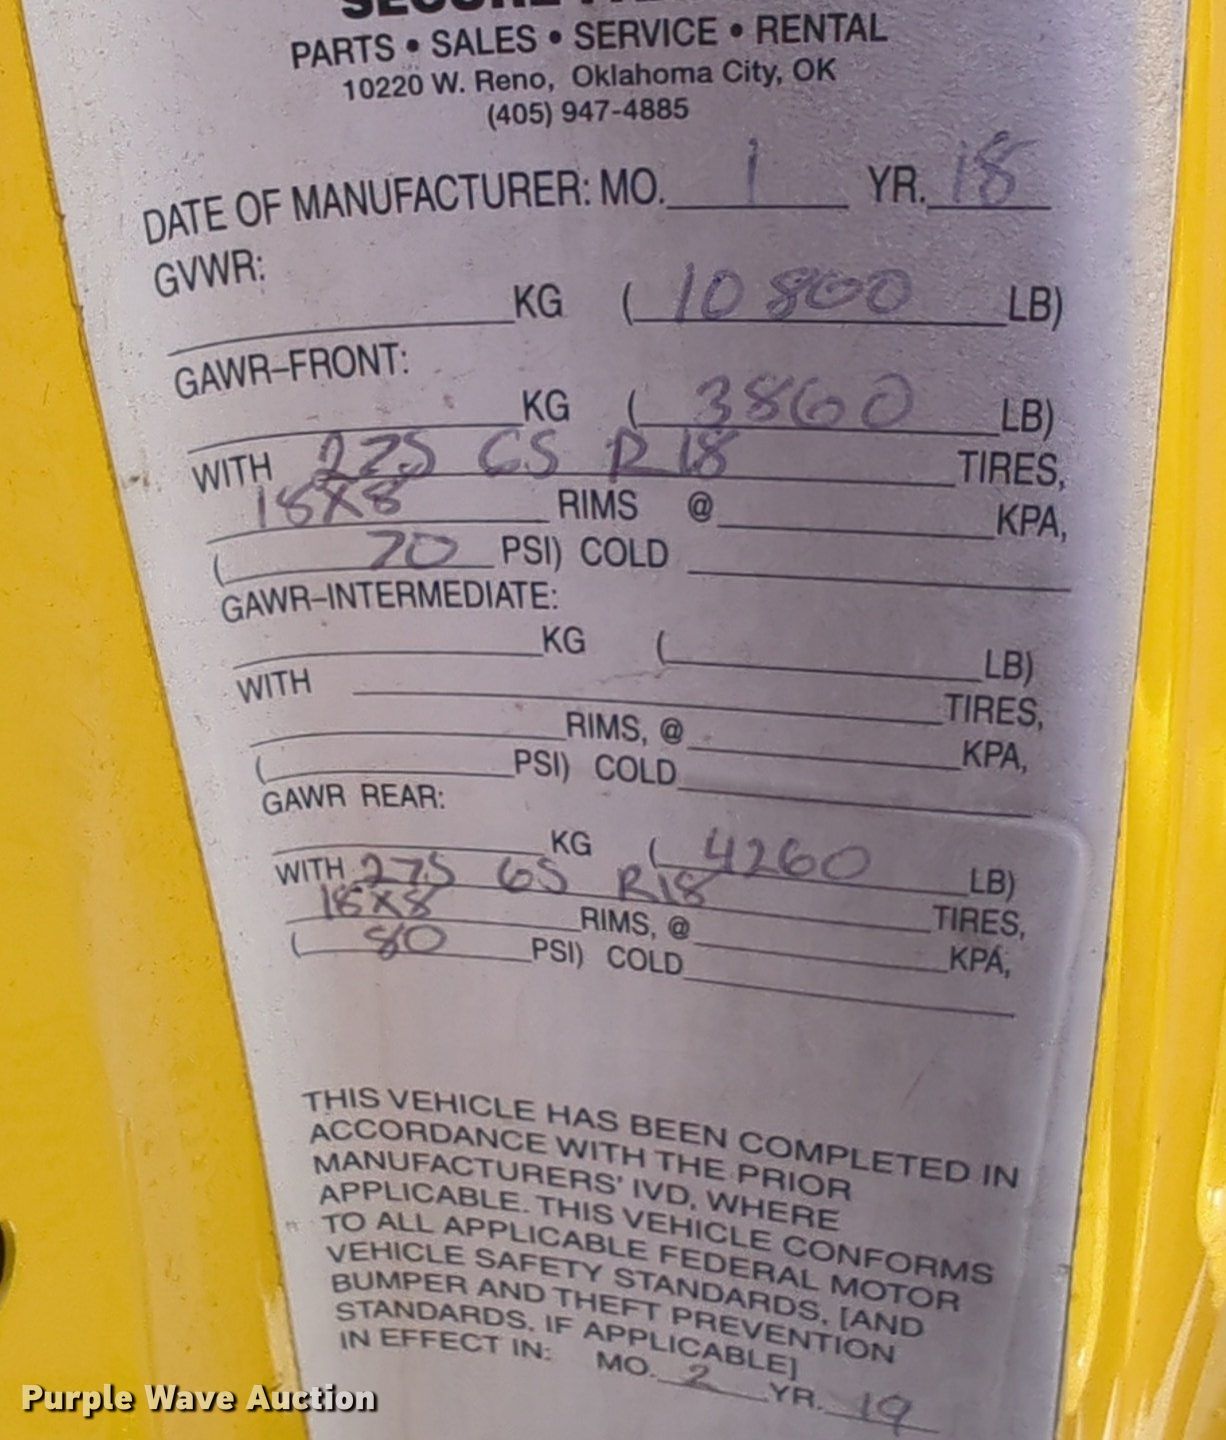 PARTS • SALES • SERVICE • RENTAL
10220 W. Reno, Oklahoma City, OK
(405) 947-4885
DATE OF MANUFACTURER: MO. 1 YR. 18
GVWR:
KG ( 10800 LB)
GAWR–FRONT:
KG ( 3860 LB)
WITH 275 65 R18 TIRES,
18X8 RIMS @ KPA,
( 70 PSI) COLD
GAWR–INTERMEDIATE:
KG ( LB)
WITH TIRES,
RIMS, @ KPA,
( PSI) COLD
GAWR REAR:
KG ( 4260 LB)
WITH 275 65 R18 TIRES,
18X8 RIMS, @ KPA,
( 80 PSI) COLD
THIS VEHICLE HAS BEEN COMPLETED IN
ACCORDANCE WITH THE PRIOR
MANUFACTURERS' IVD, WHERE
APPLICABLE. THIS VEHICLE CONFORMS
TO ALL APPLICABLE FEDERAL MOTOR
VEHICLE SAFETY STANDARDS, [AND
BUMPER AND THEFT PREVENTION
STANDARDS, IF APPLICABLE]
IN EFFECT IN: MO. 2 YR. 19
Purple Wave Auction